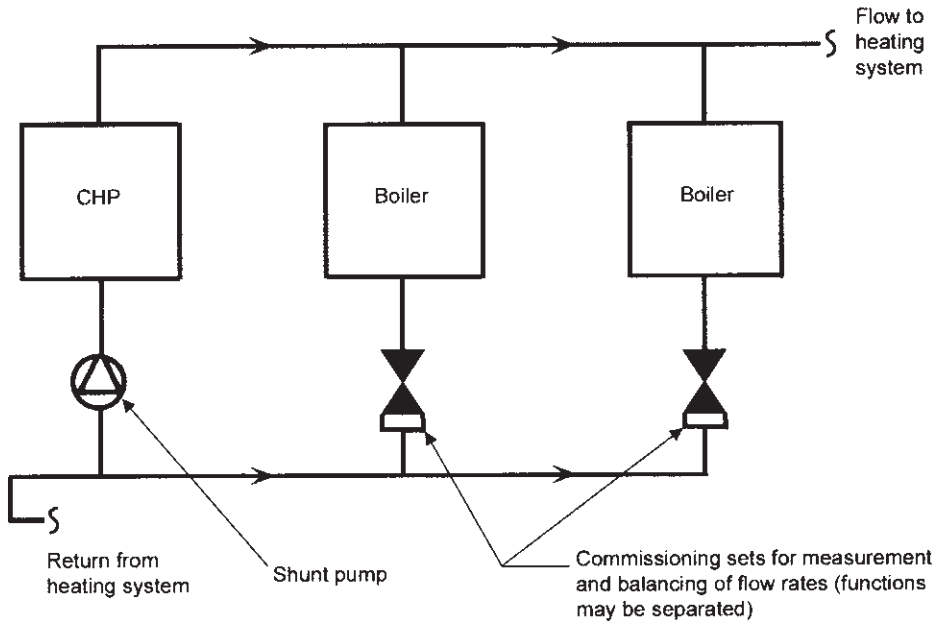 Flow to
heating
system
CHP
Boiler
Boiler
Return from
heating system
Shunt pump
Commissioning sets for measurement
and balancing of flow rates (functions
may be separated)